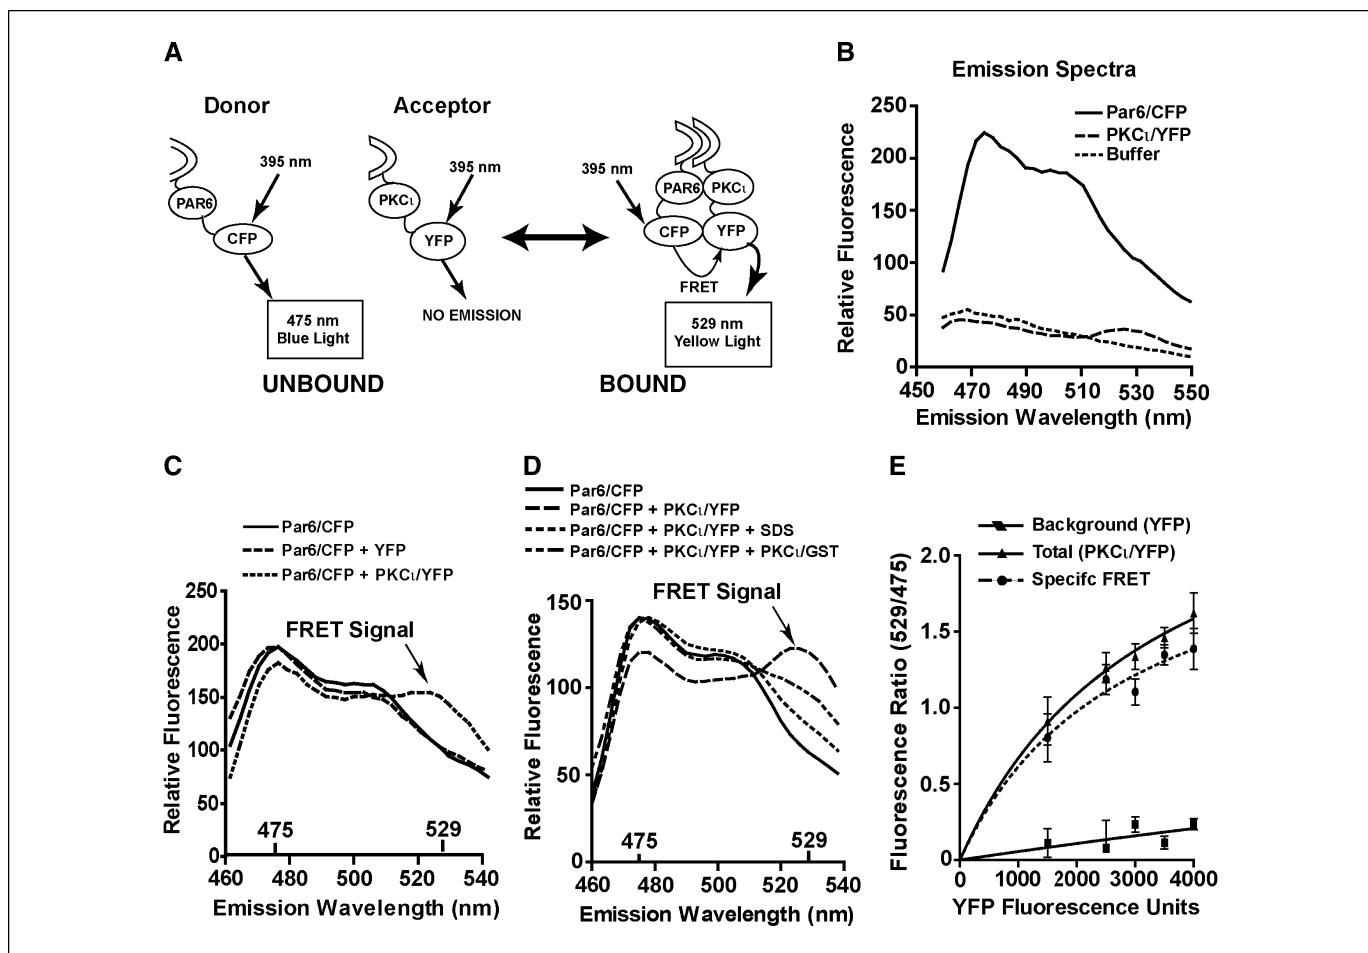 A
Donor
Acceptor
395 nm
395 nm
395 nm
PAR6
PKCι
PAR6
PKCι
CFP
YFP
CFP
YFP
FRET
NO EMISSION
475 nm
Blue Light
529 nm
Yellow Light
UNBOUND
BOUND
B
Emission Spectra
Par6/CFP
PKCι/YFP
Buffer
Relative Fluorescence
250
200
150
100
50
0
450 470 490 510 530 550
Emission Wavelength (nm)
C
Par6/CFP
Par6/CFP + YFP
Par6/CFP + PKCι/YFP
FRET Signal
Relative Fluorescence
250
200
150
100
50
0
475
529
460 480 500 520 540
Emission Wavelength (nm)
D
Par6/CFP
Par6/CFP + PKCι/YFP
Par6/CFP + PKCι/YFP + SDS
Par6/CFP + PKCι/YFP + PKCι/GST
FRET Signal
Relative Fluorescence
150
100
50
0
475
529
460 480 500 520 540
Emission Wavelength (nm)
E
Background (YFP)
Total (PKCι/YFP)
Specifc FRET
Fluorescence Ratio (529/475)
2.0
1.5
1.0
0.5
0
0 1000 2000 3000 4000
YFP Fluorescence Units